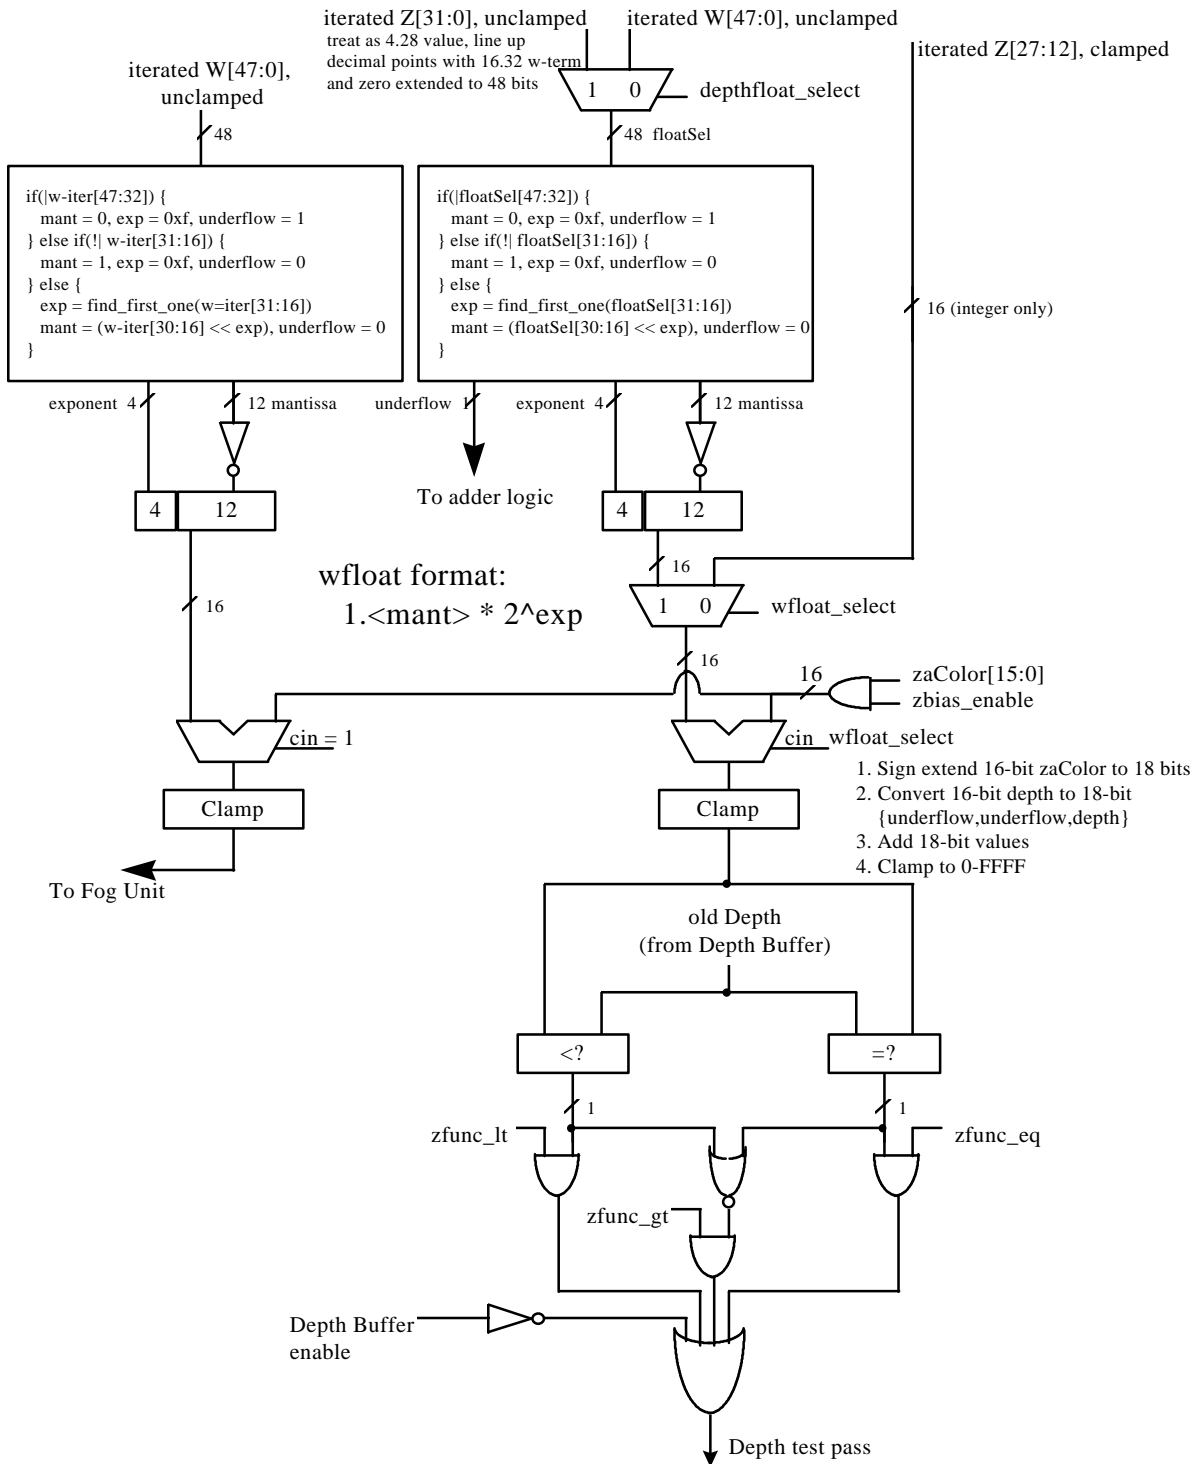 iterated Z[31:0], unclamped
iterated W[47:0], unclamped
treat as 4.28 value, line up
decimal points with 16.32 w-term
and zero extended to 48 bits
iterated Z[27:12], clamped
iterated W[47:0],
unclamped
1 0
depthfloat_select
48
48 floatSel
if(|w-iter[47:32]) {
mant = 0, exp = 0xf, underflow = 1
} else if(!| w-iter[31:16]) {
mant = 1, exp = 0xf, underflow = 0
} else {
exp = find_first_one(w=iter[31:16])
mant = (w-iter[30:16] << exp), underflow = 0
}
if(|floatSel[47:32]) {
mant = 0, exp = 0xf, underflow = 1
} else if(!| floatSel[31:16]) {
mant = 1, exp = 0xf, underflow = 0
} else {
exp = find_first_one(floatSel[31:16])
mant = (floatSel[30:16] << exp), underflow = 0
}
16 (integer only)
exponent 4
12 mantissa
underflow 1
exponent 4
12 mantissa
To adder logic
4 12
4 12
wfloat format:
1.<mant> * 2^exp
16
16
1 0
wfloat_select
16
16
zaColor[15:0]
zbias_enable
cin = 1
cin
wfloat_select
1. Sign extend 16-bit zaColor to 18 bits
2. Convert 16-bit depth to 18-bit
{underflow,underflow,depth}
3. Add 18-bit values
4. Clamp to 0-FFFF
Clamp
Clamp
To Fog Unit
old Depth
(from Depth Buffer)
<?
=?
1
1
zfunc_lt
zfunc_eq
zfunc_gt
Depth Buffer
enable
Depth test pass